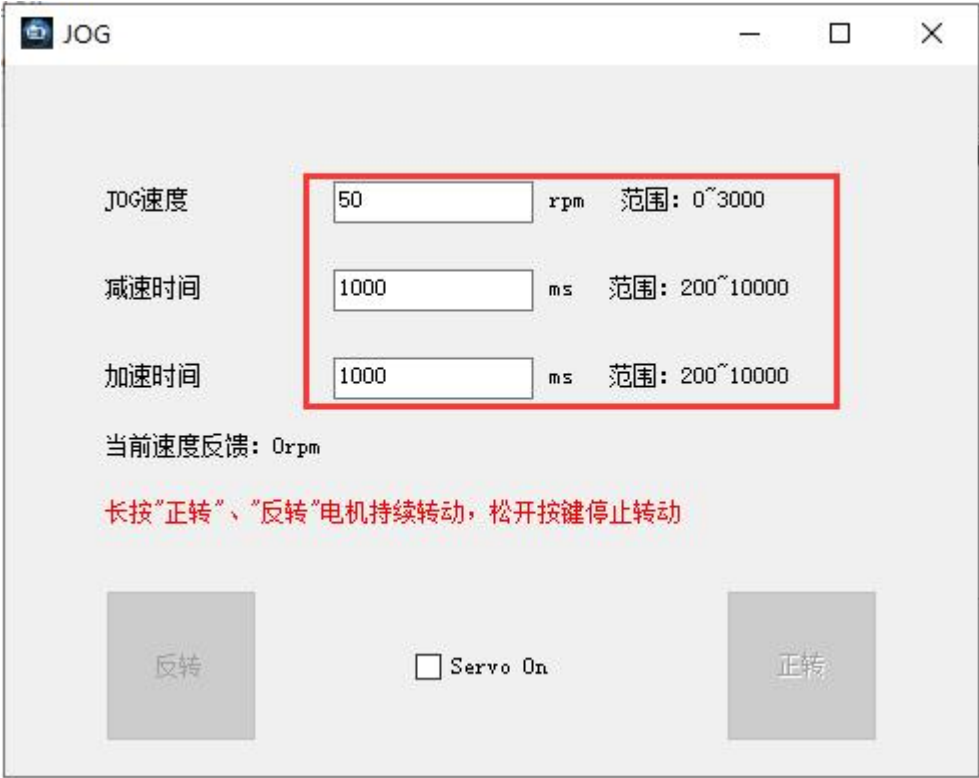 JOG
JOG速度 50 rpm 范围: 0~3000
减速时间 1000 ms 范围: 200~10000
加速时间 1000 ms 范围: 200~10000
当前速度反馈: 0rpm
长按"正转"、"反转"电机持续转动，松开按键停止转动
反转 Servo On 正转